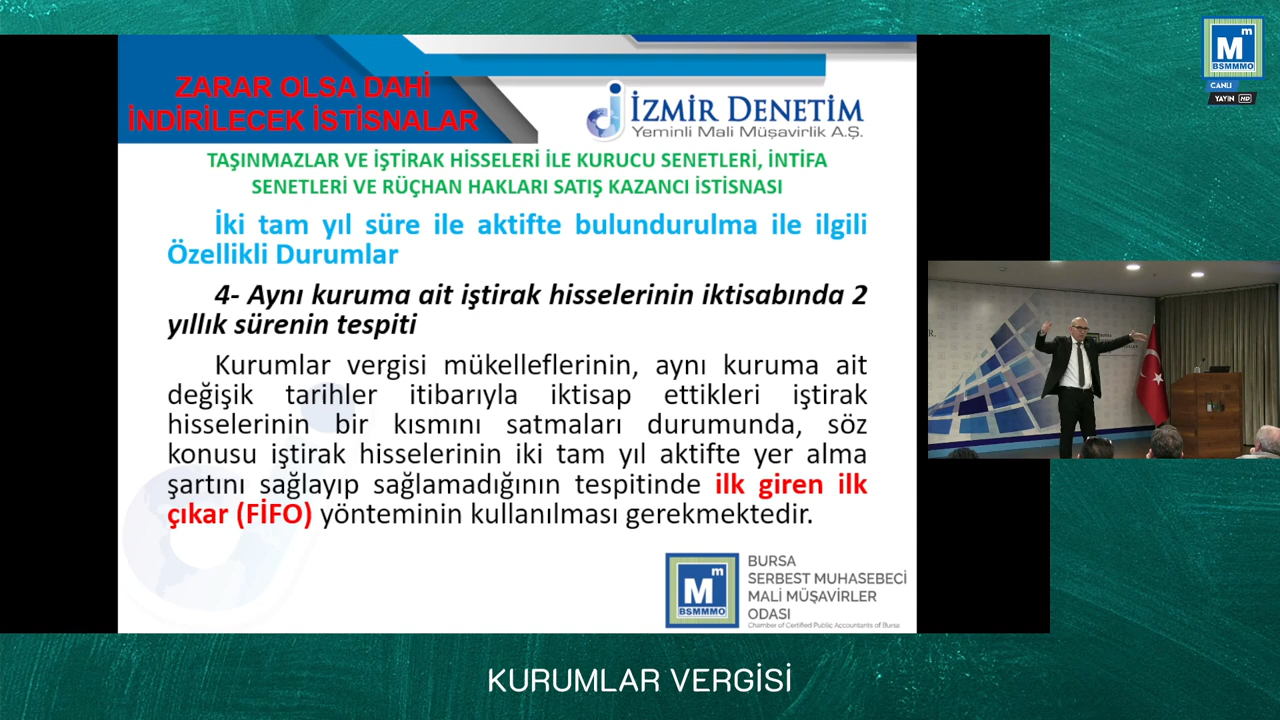 ZARAR OLSA DAHİ
İNDİRİLECEK İSTİSNALAR
İZMİR DENETİM
Yeminli Mali Müşavirlik A.Ş.
TAŞINMAZLAR VE İŞTİRAK HİSSELERİ İLE KURUCU SENETLERİ, İNTİFA
SENETLERİ VE RÜÇHAN HAKLARI SATIŞ KAZANCI İSTİSNASI
İki tam yıl süre ile aktifte bulundurulma ile ilgili
Özellikli Durumlar
4- Aynı kuruma ait iştirak hisselerinin iktisabında 2
yıllık sürenin tespiti
Kurumlar vergisi mükelleflerinin, aynı kuruma ait
değişik tarihler itibarıyla iktisap ettikleri iştirak
hisselerinin bir kısmını satmaları durumunda, söz
konusu iştirak hisselerinin iki tam yıl aktifte yer alma
şartını sağlayıp sağlamadığının tespitinde ilk giren ilk
çıkar (FİFO) yönteminin kullanılması gerekmektedir.
Mm
BSMMMO
BURSA
SERBEST MUHASEBECİ
MALİ MÜŞAVİRLER
ODASI
Chamber of Certified Public Accountants of Bursa
Mm
BSMMMO
CANLI
YAYIN HD
KURUMLAR VERGİSİ